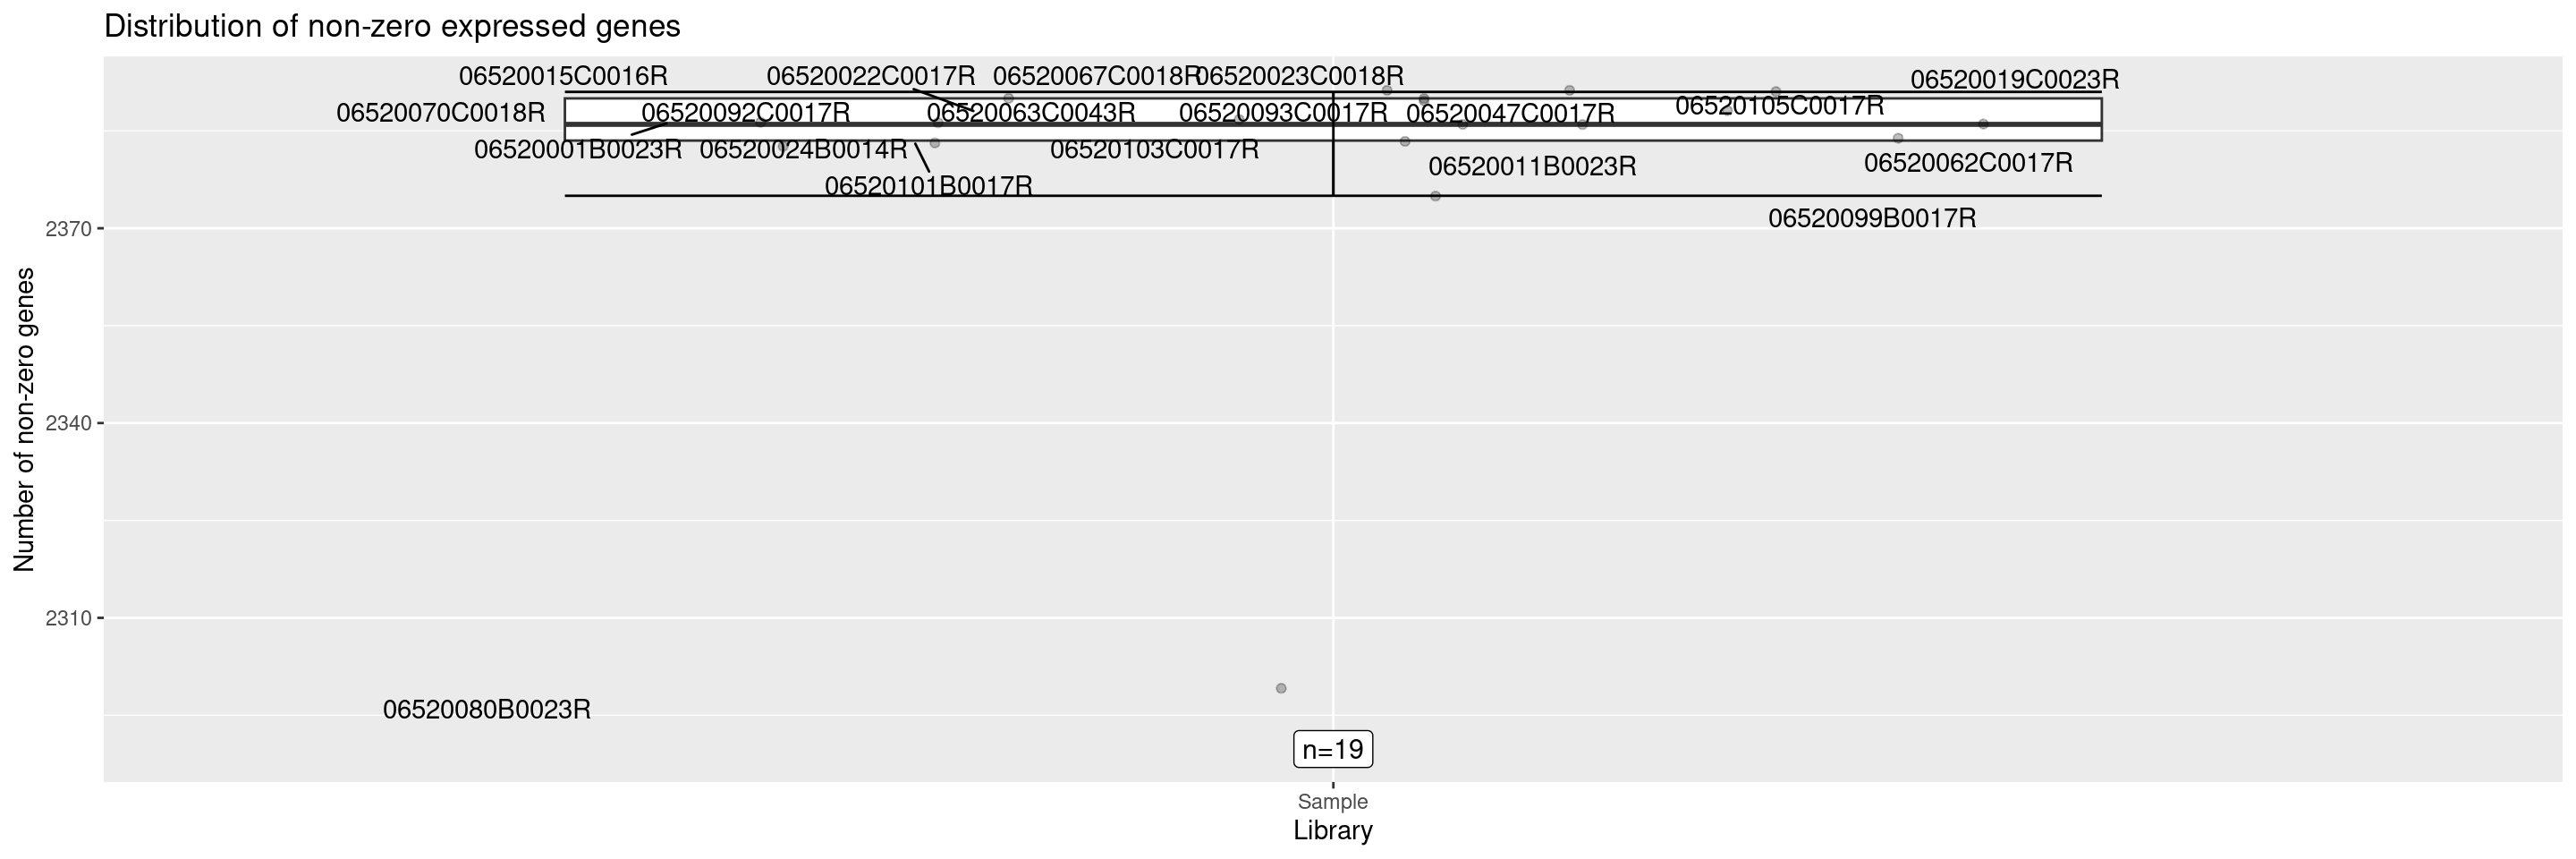 Distribution of non-zero expressed genes
06520015C0016R
06520022C0017R
06520067C0018R
06520023C0018R
06520019C0023R
06520070C0018R
06520092C0017R
06520063C0043R
06520093C0017R
06520047C0017R
06520105C0017R
06520001B0023R
06520024B0014R
06520103C0017R
06520011B0023R
06520062C0017R
06520101B0017R
06520099B0017R
2370
2340
2310
Number of non-zero genes
06520080B0023R
n=19
Sample
Library